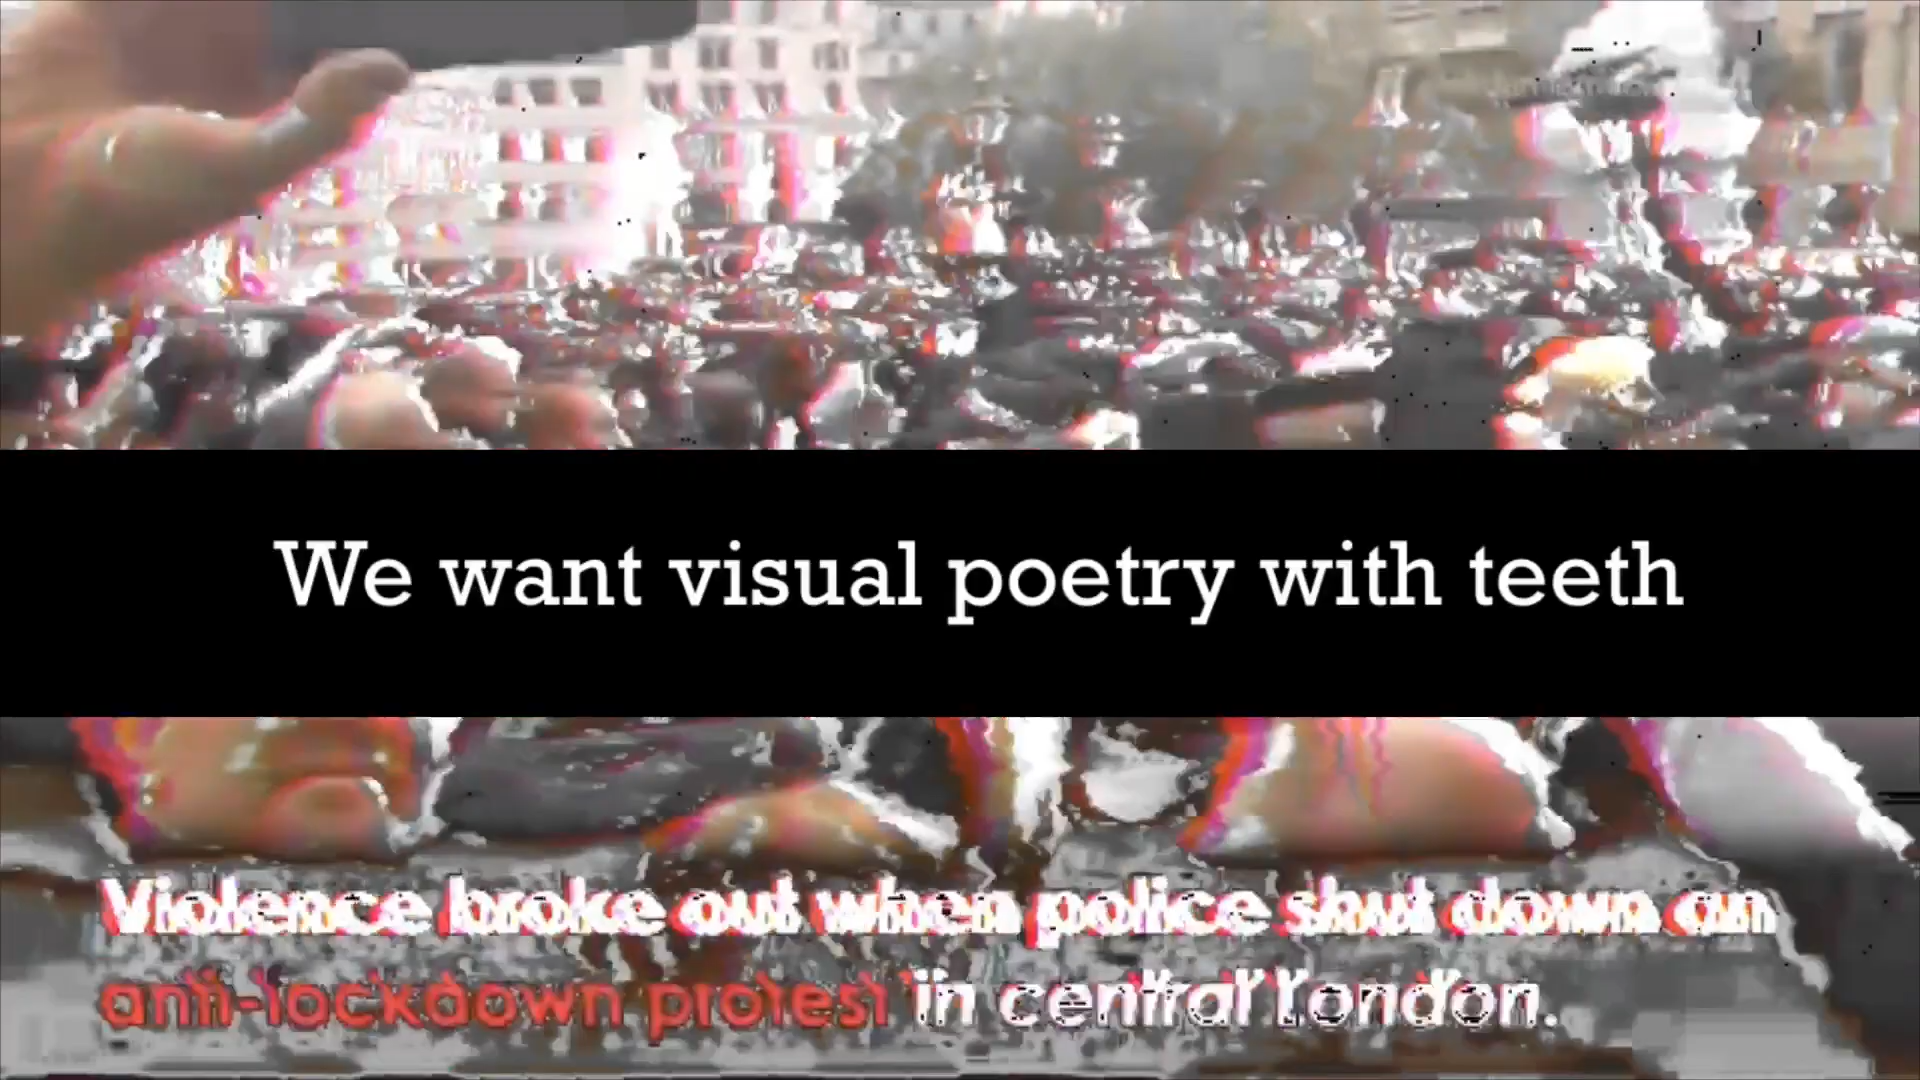 We want visual poetry with teeth
Violence broke out when police shut down an
anti-lockdown protest in central London.